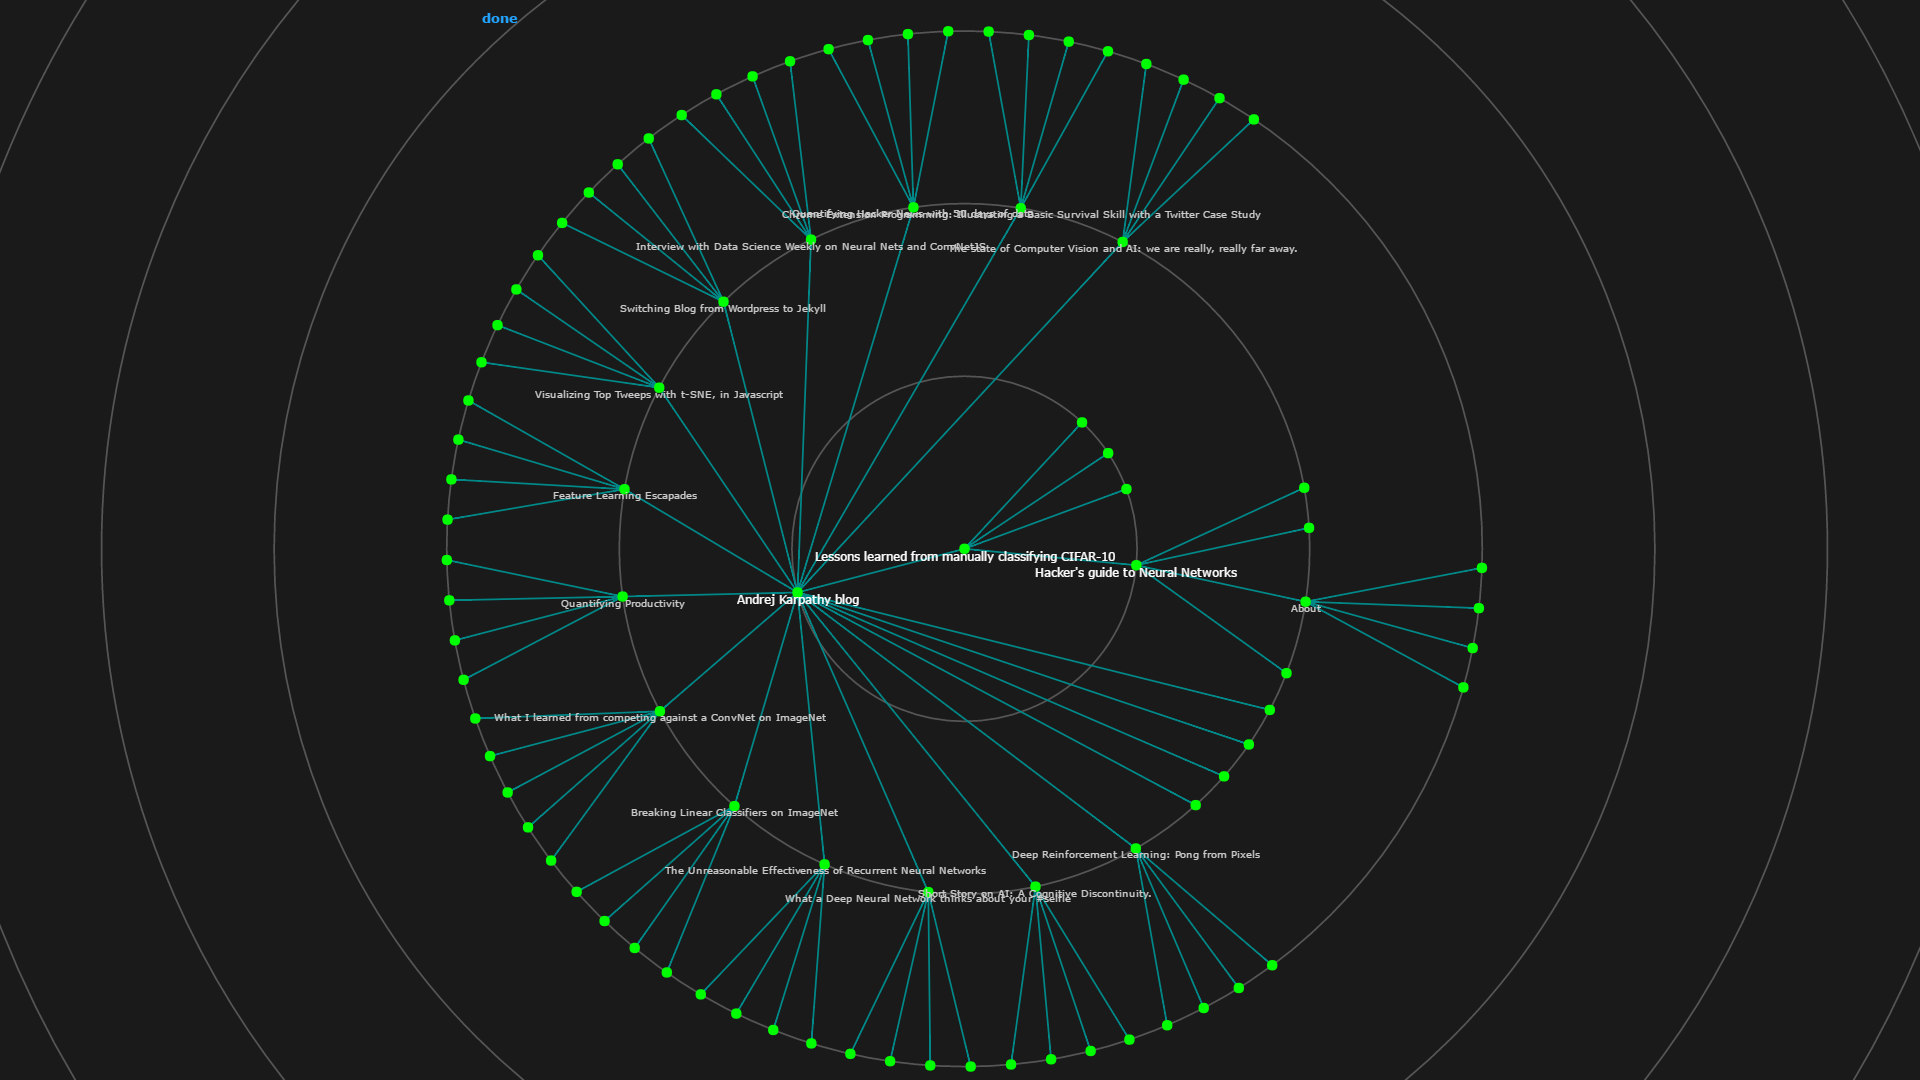 done
Quantifying Hacker News with 50 days of data
Chrome Extension Programming: Illustrating a Basic Survival Skill with a Twitter Case Study
Interview with Data Science Weekly on Neural Nets and ConvNetJS
The state of Computer Vision and AI: we are really, really far away.
Switching Blog from Wordpress to Jekyll
Visualizing Top Tweeps with t-SNE, in Javascript
Feature Learning Escapades
Lessons learned from manually classifying CIFAR-10
Hacker's guide to Neural Networks
Andrej Karpathy blog
Quantifying Productivity
About
What I learned from competing against a ConvNet on ImageNet
Breaking Linear Classifiers on ImageNet
Deep Reinforcement Learning: Pong from Pixels
The Unreasonable Effectiveness of Recurrent Neural Networks
Short Story on AI: A Cognitive Discontinuity.
What a Deep Neural Network thinks about your #selfie